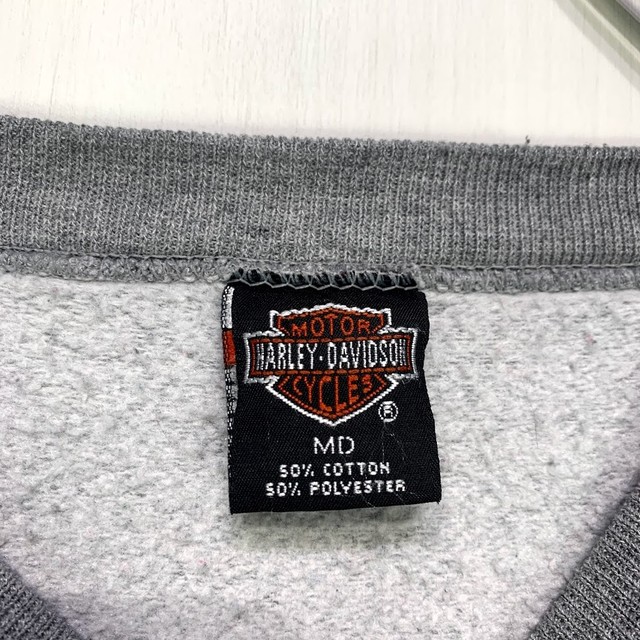 MOTOR
HARLEY-DAVIDSON
CYCLES
®
MD
50% COTTON
50% POLYESTER